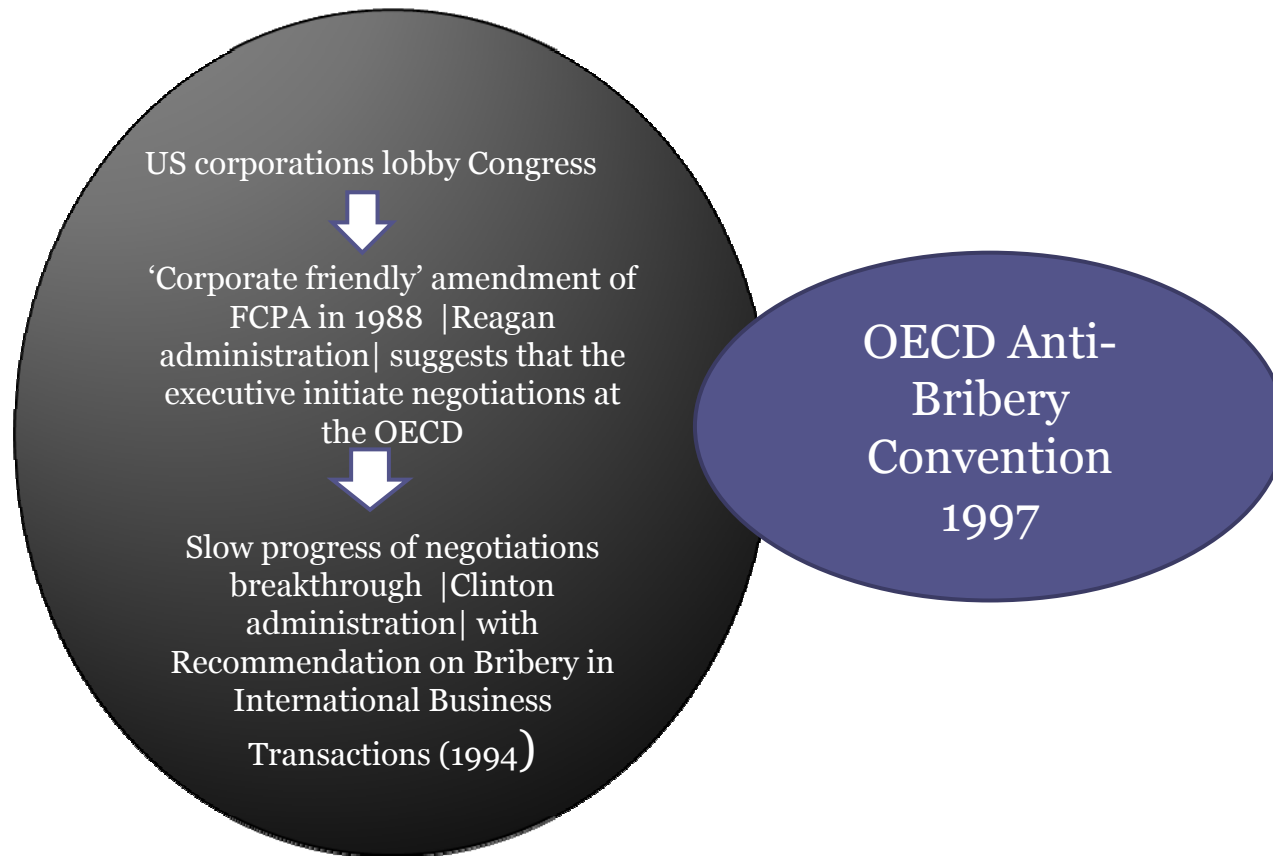 US corporations lobby Congress
‘Corporate friendly’ amendment of
FCPA in 1988 |Reagan
administration| suggests that the
executive initiate negotiations at
the OECD
Slow progress of negotiations
breakthrough |Clinton
administration| with
Recommendation on Bribery in
International Business
Transactions (1994)
OECD Anti-
Bribery
Convention
1997